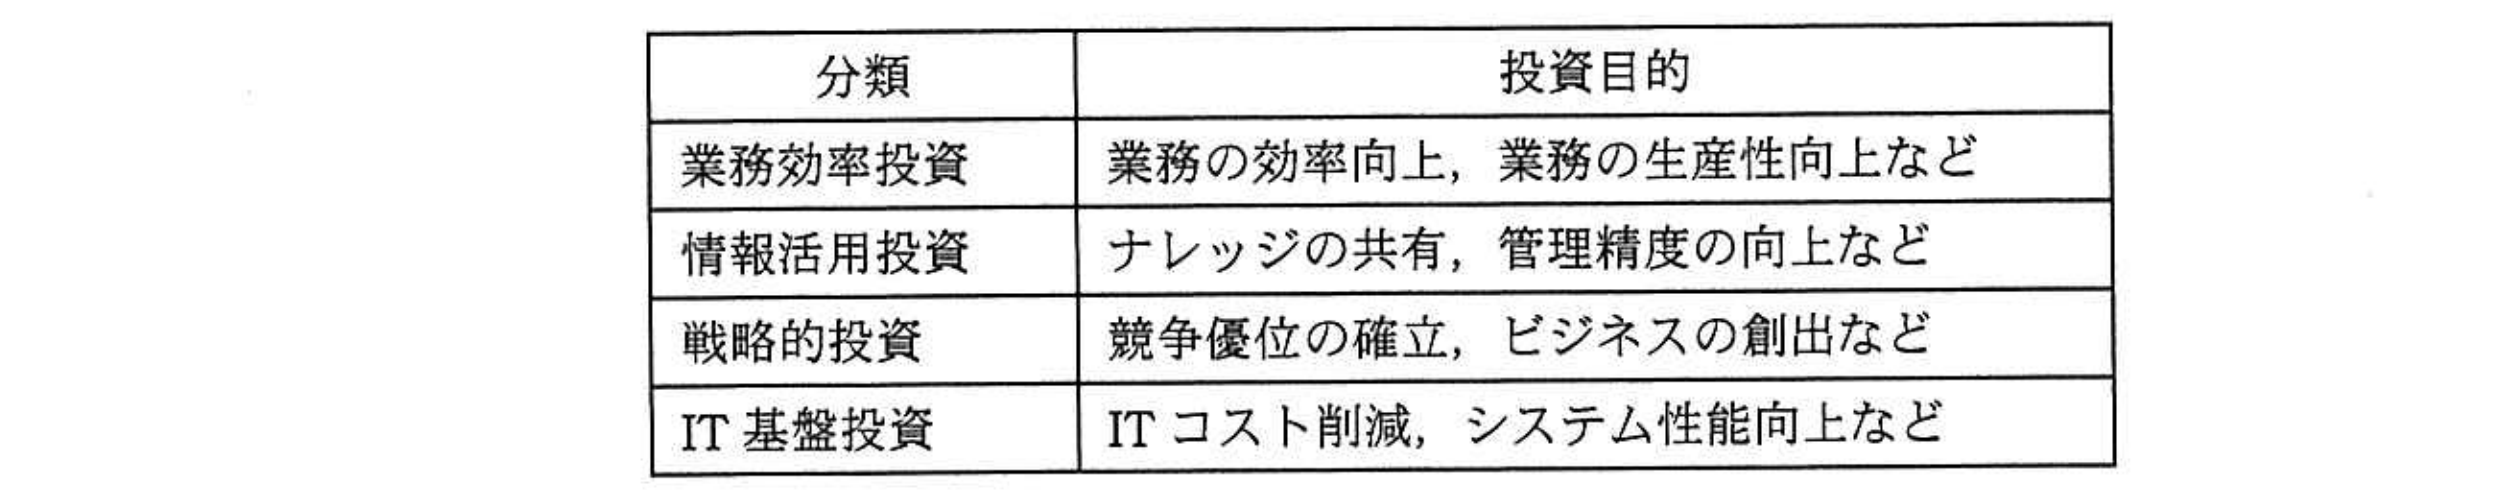 分類 投資目的
業務効率投資 業務の効率向上，業務の生産性向上など
情報活用投資 ナレッジの共有，管理精度の向上など
戦略的投資 競争優位の確立，ビジネスの創出など
IT 基盤投資 IT コスト削減，システム性能向上など